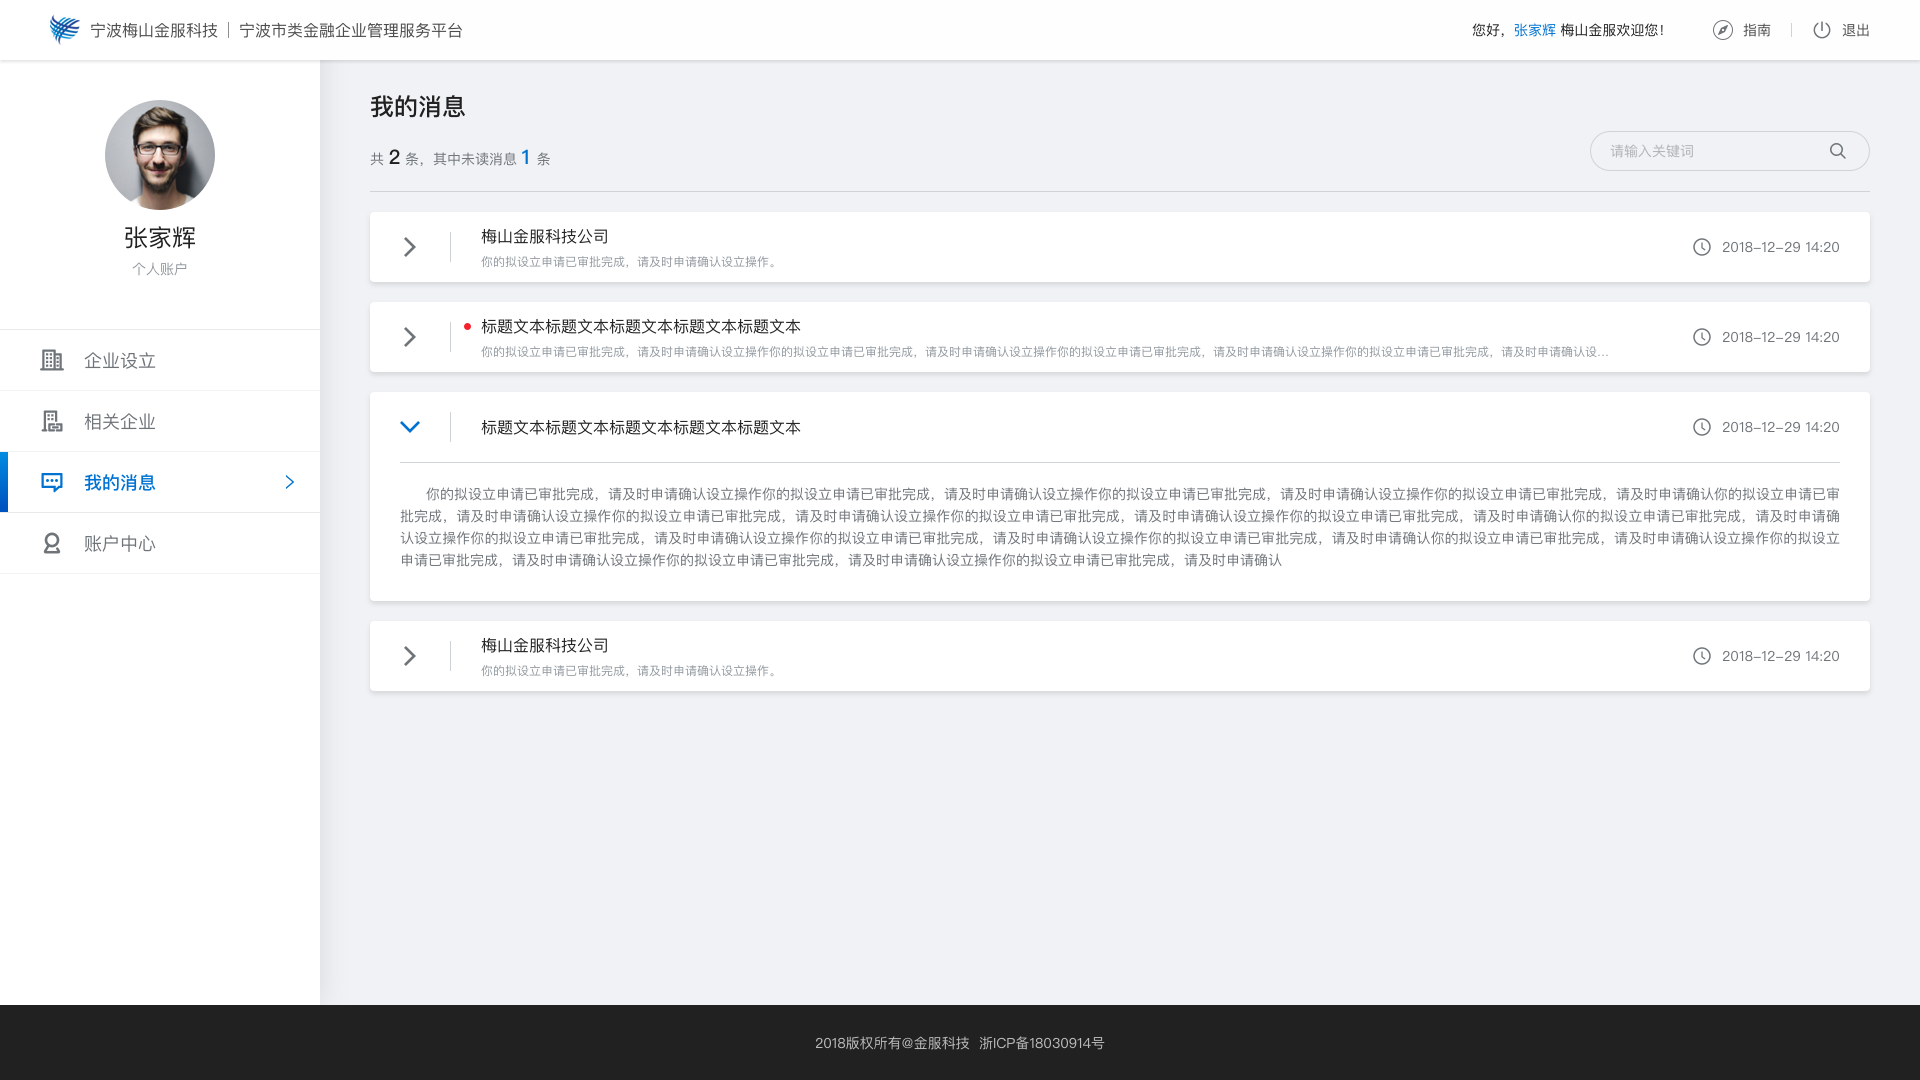 宁波梅山金服科技 | 宁波市类金融企业管理服务平台
您好，张家辉 梅山金服欢迎您！
指南
退出
张家辉
个人账户
企业设立
相关企业
我的消息
账户中心
我的消息
共 2 条，其中未读消息 1 条
请输入关键词
梅山金服科技公司
你的拟设立申请已审批完成，请及时申请确认设立操作。
2018-12-29 14:20
标题文本标题文本标题文本标题文本标题文本
你的拟设立申请已审批完成，请及时申请确认设立操作你的拟设立申请已审批完成，请及时申请确认设立操作你的拟设立申请已审批完成，请及时申请确认设立操作你的拟设立申请已审批完成，请及时申请确认设...
2018-12-29 14:20
标题文本标题文本标题文本标题文本标题文本
2018-12-29 14:20
你的拟设立申请已审批完成，请及时申请确认设立操作你的拟设立申请已审批完成，请及时申请确认设立操作你的拟设立申请已审批完成，请及时申请确认设立操作你的拟设立申请已审批完成，请及时申请确认你的拟设立申请已审
批完成，请及时申请确认设立操作你的拟设立申请已审批完成，请及时申请确认设立操作你的拟设立申请已审批完成，请及时申请确认设立操作你的拟设立申请已审批完成，请及时申请确认你的拟设立申请已审批完成，请及时申请确
认设立操作你的拟设立申请已审批完成，请及时申请确认设立操作你的拟设立申请已审批完成，请及时申请确认设立操作你的拟设立申请已审批完成，请及时申请确认你的拟设立申请已审批完成，请及时申请确认设立操作你的拟设立
申请已审批完成，请及时申请确认设立操作你的拟设立申请已审批完成，请及时申请确认设立操作你的拟设立申请已审批完成，请及时申请确认
梅山金服科技公司
你的拟设立申请已审批完成，请及时申请确认设立操作。
2018-12-29 14:20
2018版权所有@金服科技 浙ICP备18030914号